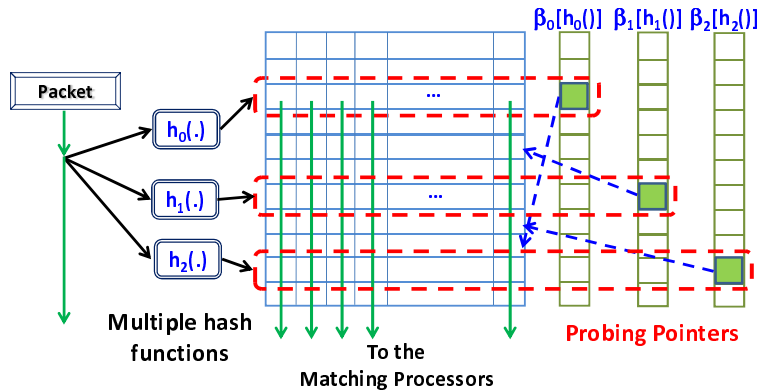 β₀[h₀()] β₁[h₁()] β₂[h₂()]
Packet
h₀(.)
...
h₁(.)
...
h₂(.)
Multiple hash
functions
To the
Matching Processors
Probing Pointers